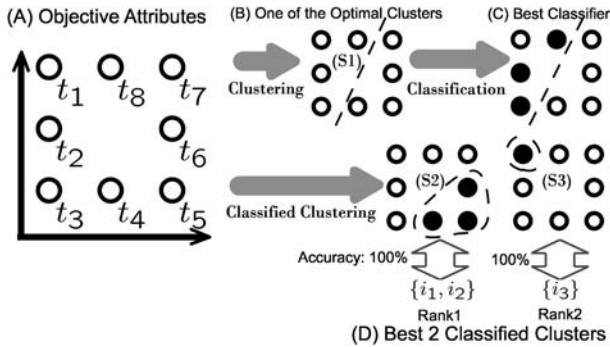 (A) Objective Attributes
t1 t8 t7
t2 t6
t3 t4 t5
(B) One of the Optimal Clusters
(S1)
Clustering
(C) Best Classifier
Classification
(S2)
(S3)
Classified Clustering
Accuracy: 100%
100%
{i1, i2}
{i3}
Rank1
Rank2
(D) Best 2 Classified Clusters